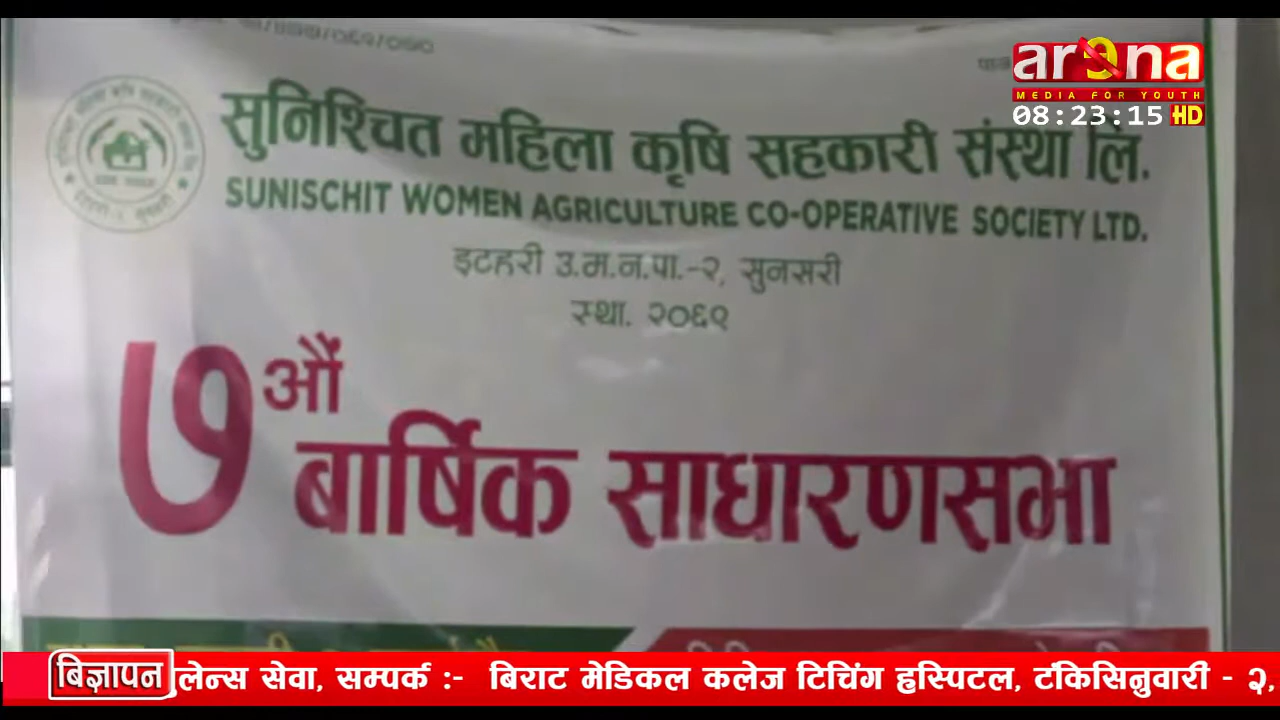 arena
MEDIA FOR YOUTH
08:23:15 HD
सुनिश्चित महिला कृषि सहकारी संस्था लि.
SUNISCHIT WOMEN AGRICULTURE CO-OPERATIVE SOCIETY LTD.
इटहरी उ.म.न.पा.-२, सुनसरी
स्था. २०६९
७औं
बार्षिक साधारणसभा
बिज्ञापन लेन्स सेवा, सम्पर्क :- बिराट मेडिकल कलेज टिचिंग हस्पिटल, टंकिसिनुवारी - २,